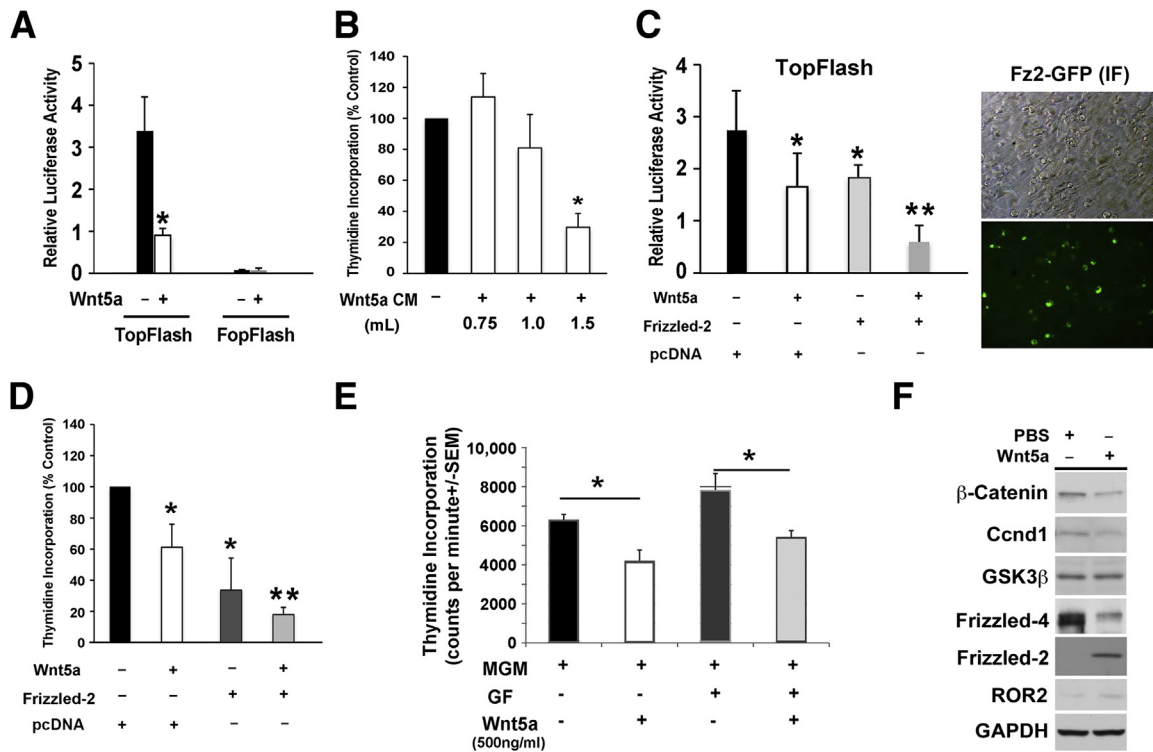 A
Relative Luciferase Activity
5
4
3
2
1
0
*
Wnt5a – + – +
TopFlash FopFlash
B
Thymidine Incorporation (% Control)
140
120
100
80
60
40
20
0
*
Wnt5a CM – + + +
(mL) 0.75 1.0 1.5
C
TopFlash
Relative Luciferase Activity
4
3
2
1
0
* * **
Wnt5a – + – +
Frizzled-2 – – + +
pcDNA + + – –
Fz2-GFP (IF)
D
Thymidine Incorporation (% Control)
140
120
100
80
60
40
20
0
* * **
Wnt5a – + – +
Frizzled-2 – – + +
pcDNA + + – –
E
Thymidine Incorporation
(counts per minute+/-SEM)
10,000
8000
6000
4000
2000
0
* *
MGM + + + +
GF - - + +
Wnt5a - + - +
(500ng/ml)
F
PBS + –
Wnt5a – +
β-Catenin
Ccnd1
GSK3β
Frizzled-4
Frizzled-2
ROR2
GAPDH